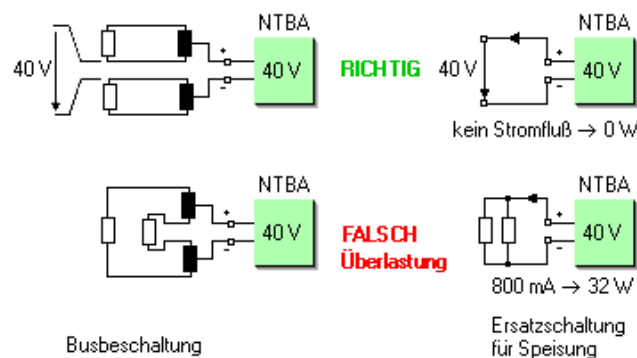 NTBA
NTBA
+
+
40 V
40 V
RICHTIG
40 V
40 V
-
-
kein Stromfluß → 0 W
NTBA
NTBA
+
+
40 V
FALSCH
40 V
-
Überlastung
-
800 mA → 32 W
Busbeschaltung
Ersatzschaltung
für Speisung